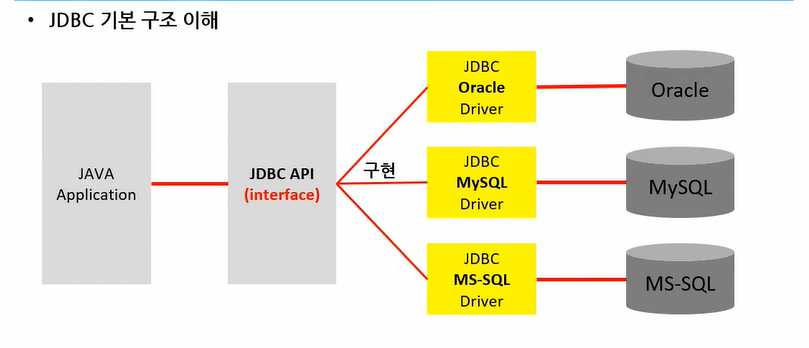 • JDBC 기본 구조 이해
JAVA
Application
JDBC API
(interface)
구현
JDBC
Oracle
Driver
Oracle
JDBC
MySQL
Driver
MySQL
JDBC
MS-SQL
Driver
MS-SQL